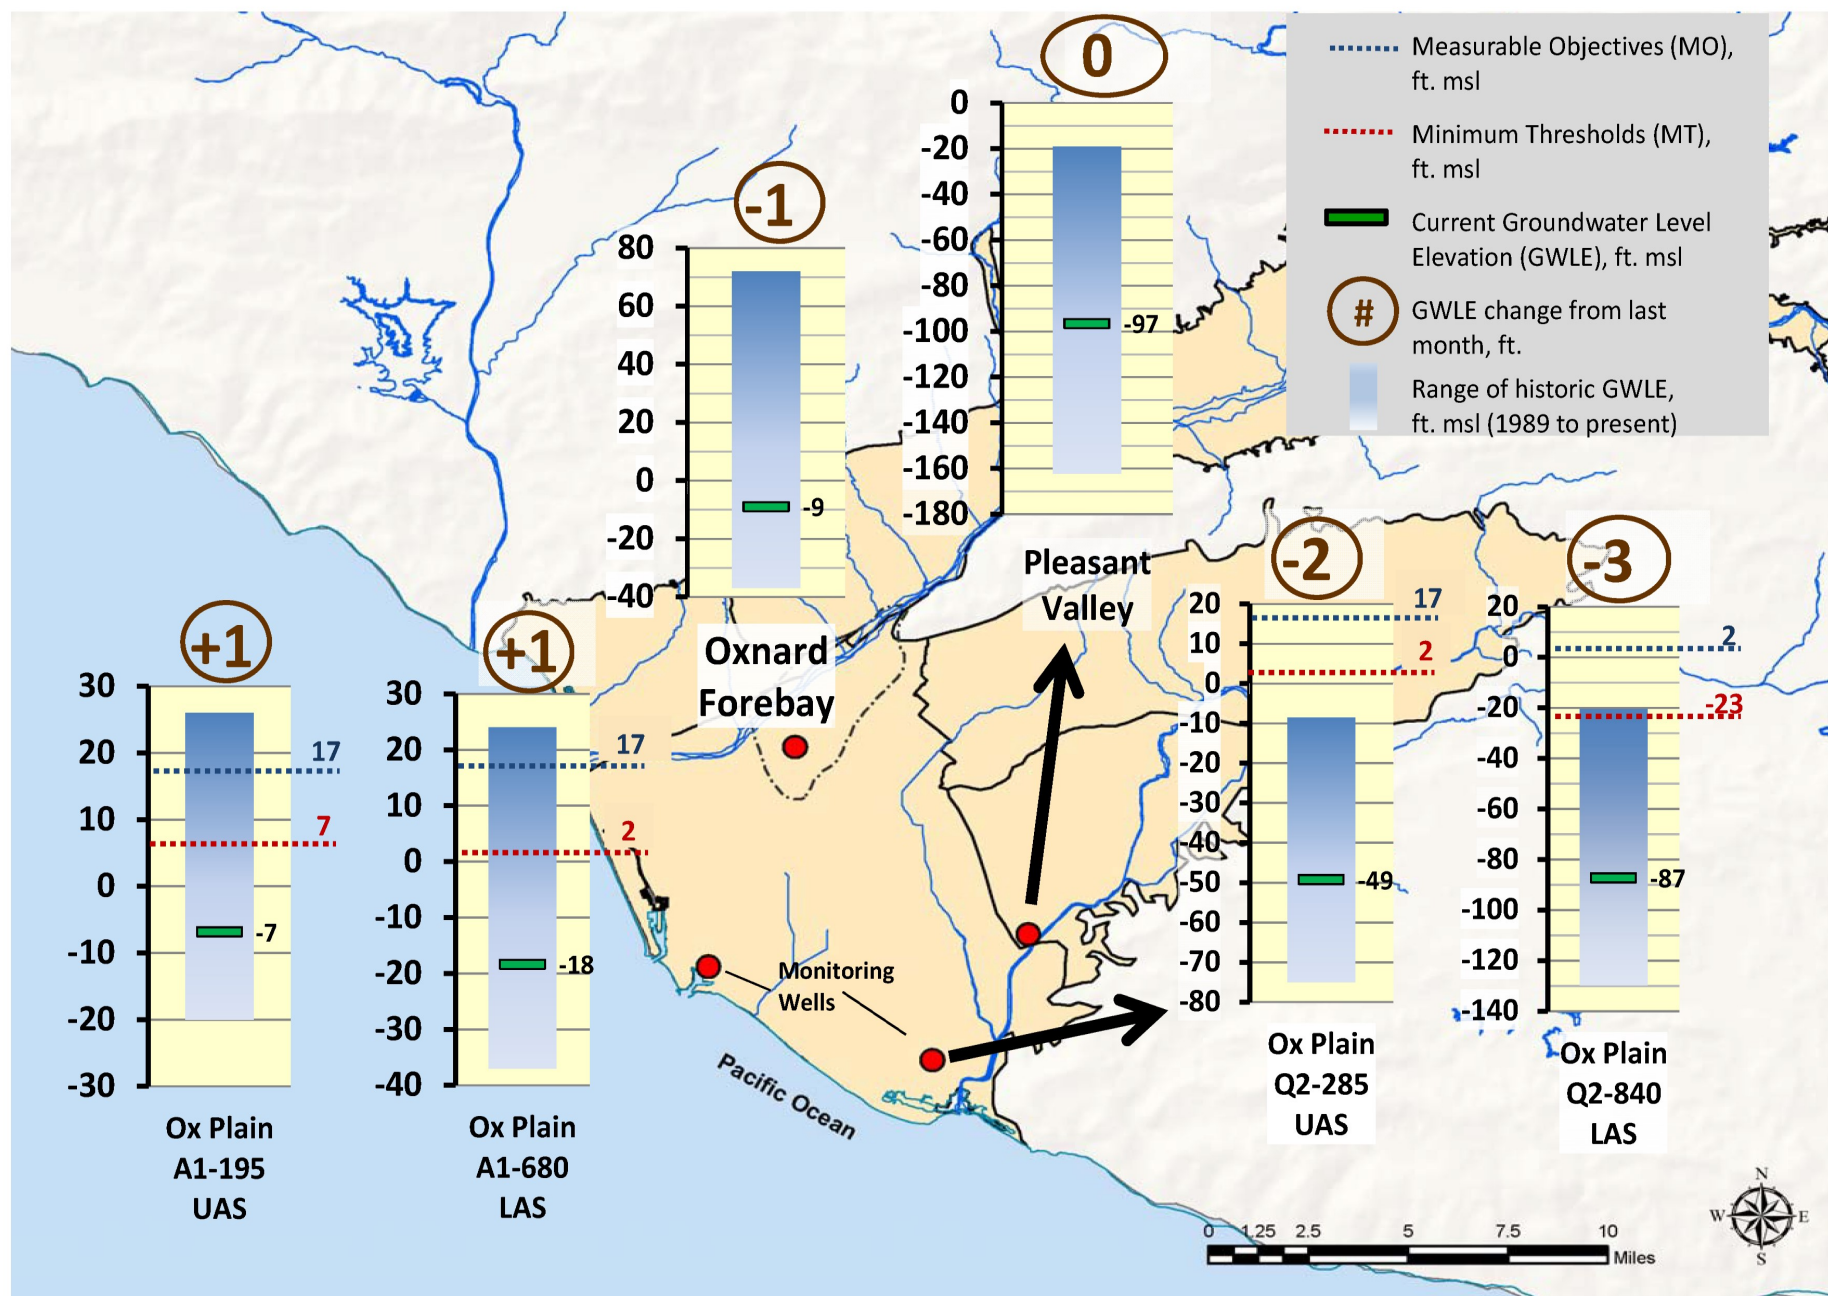 0
0
-20
-40
-60
-80
-100
-120
-140
-160
-180
-97
Pleasant
Valley
Measurable Objectives (MO),
ft. msl
Minimum Thresholds (MT),
ft. msl
Current Groundwater Level
Elevation (GWLE), ft. msl
#
GWLE change from last
month, ft.
Range of historic GWLE,
ft. msl (1989 to present)
-1
80
60
40
20
0
-20
-40
-9
Oxnard
Forebay
+1
30
20
10
0
-10
-20
-30
17
7
-7
Ox Plain
A1-195
UAS
+1
30
20
10
0
-10
-20
-30
-40
17
2
-18
Ox Plain
A1-680
LAS
Monitoring
Wells
Pacific Ocean
-2
20
10
0
-10
-20
-30
-40
-50
-60
-70
-80
17
2
-49
Ox Plain
Q2-285
UAS
-3
20
0
-20
-40
-60
-80
-100
-120
-140
2
-23
-87
Ox Plain
Q2-840
LAS
N
W
E
S
0 1.25 2.5 5 7.5 10
Miles